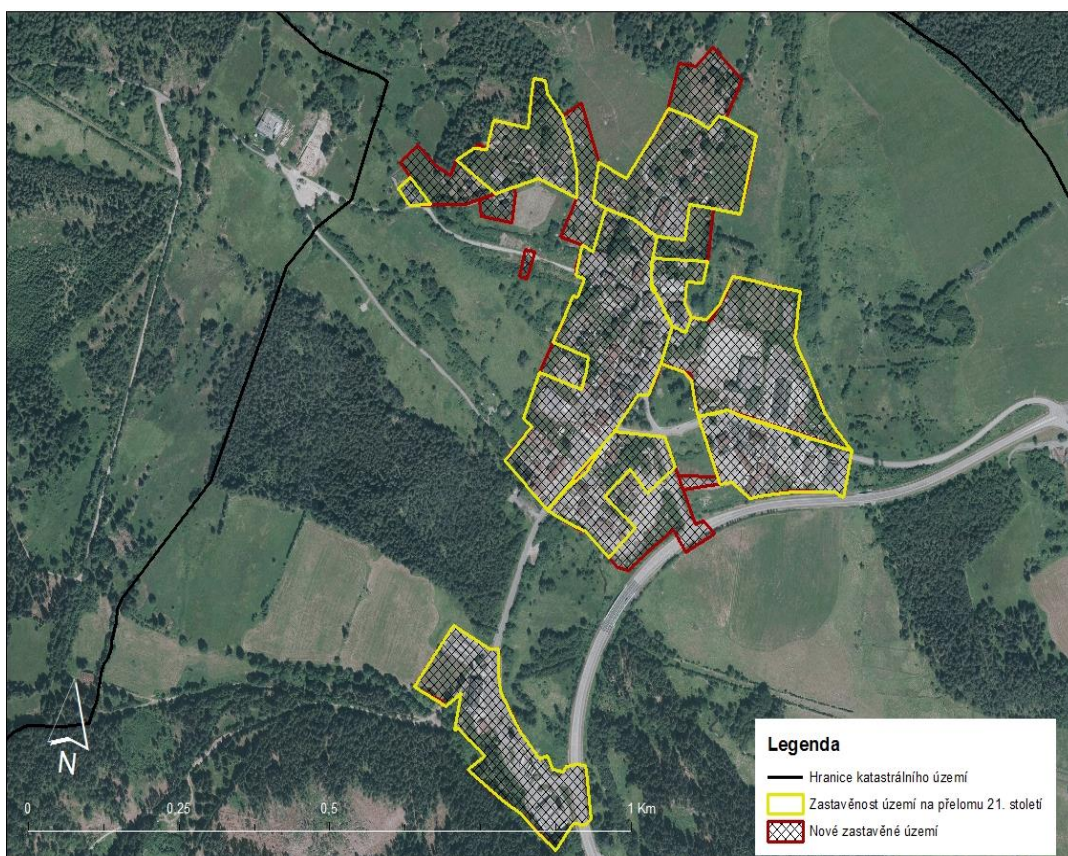 N
0 0,25 0,5 1 Km
Legenda
Hranice katastrálního území
Zastavěnost území na přelomu 21. století
Nové zastavěné území